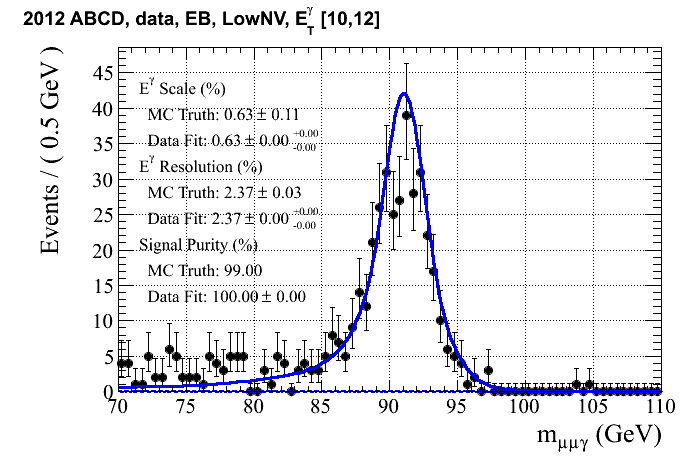 2012 ABCD, data, EB, LowNV, E_T^γ [10,12]
Events / ( 0.5 GeV )
45
40
35
30
25
20
15
10
5
0
E^γ Scale (%)
MC Truth: 0.63 ± 0.11
Data Fit: 0.63 ± 0.00 +0.00 -0.00
E^γ Resolution (%)
MC Truth: 2.37 ± 0.03
Data Fit: 2.37 ± 0.00 +0.00 -0.00
Signal Purity (%)
MC Truth: 99.00
Data Fit: 100.00 ± 0.00
70 75 80 85 90 95 100 105 110
m_μμγ (GeV)